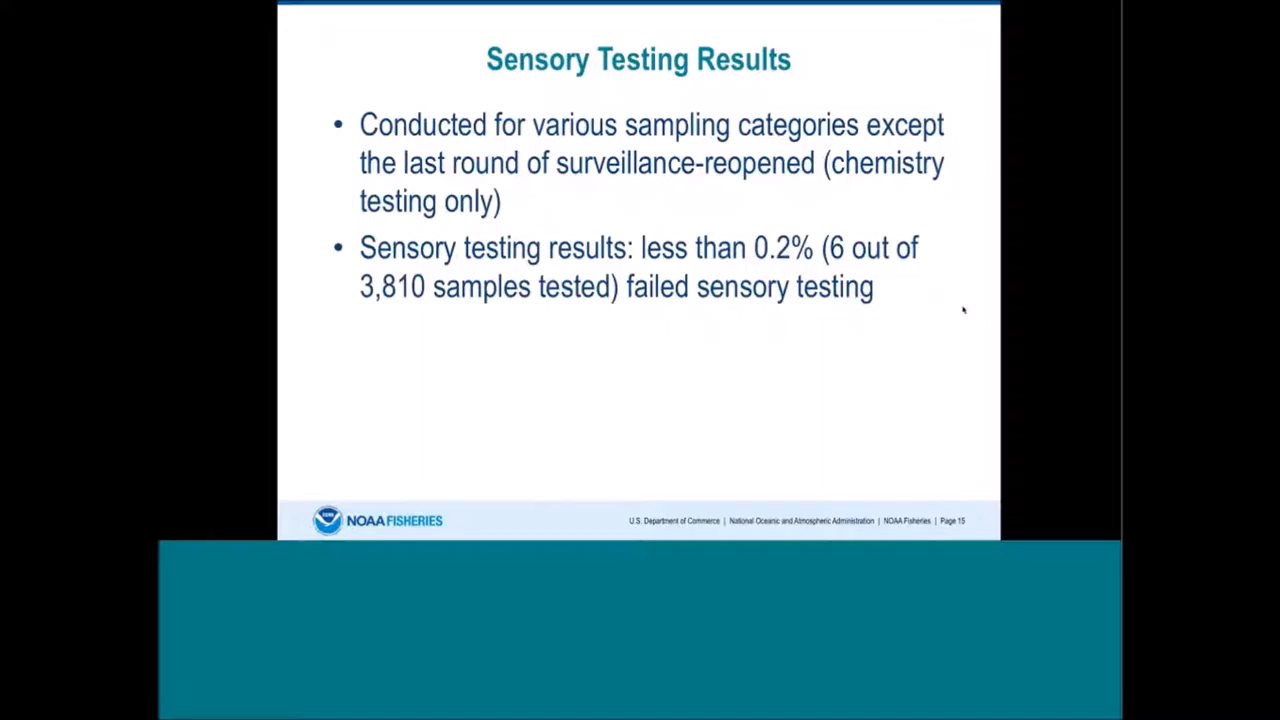 Sensory Testing Results
• Conducted for various sampling categories except
the last round of surveillance-reopened (chemistry
testing only)
• Sensory testing results: less than 0.2% (6 out of
3,810 samples tested) failed sensory testing
NOAA FISHERIES
U.S. Department of Commerce | National Oceanic and Atmospheric Administration | NOAA Fisheries | Page 15